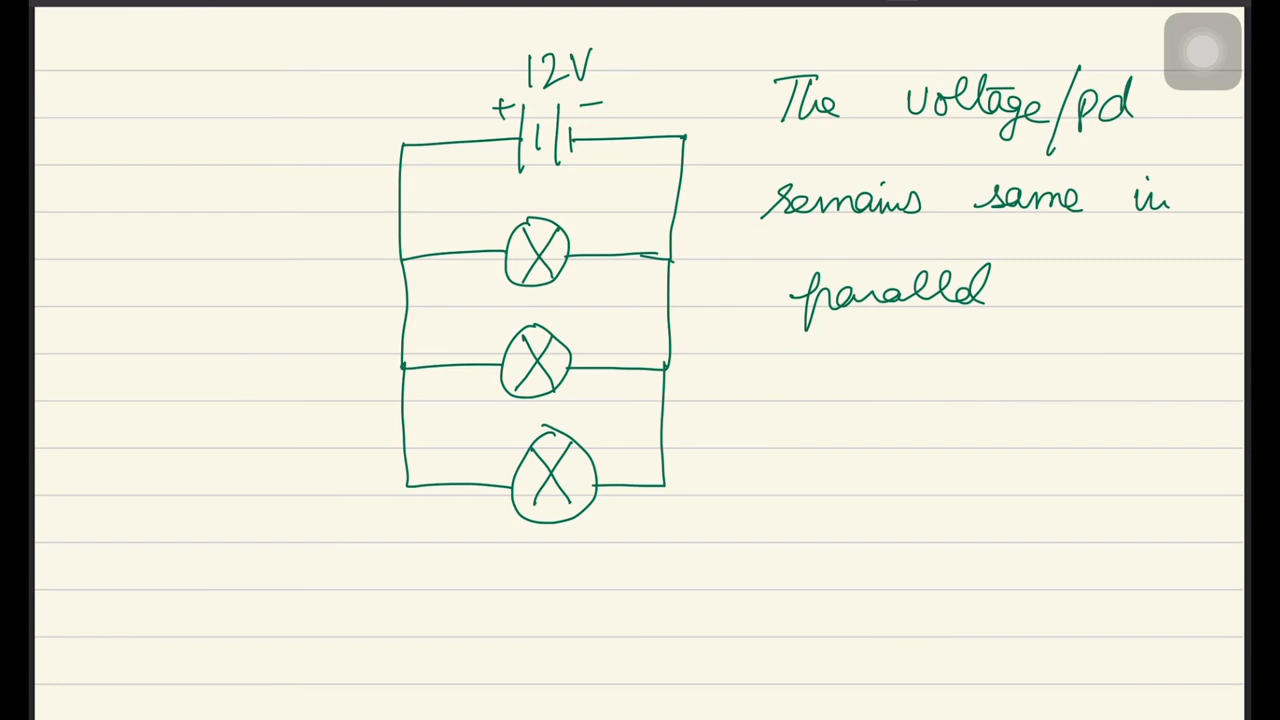 12V
+ −
The voltage/pd
remains same in
parallel